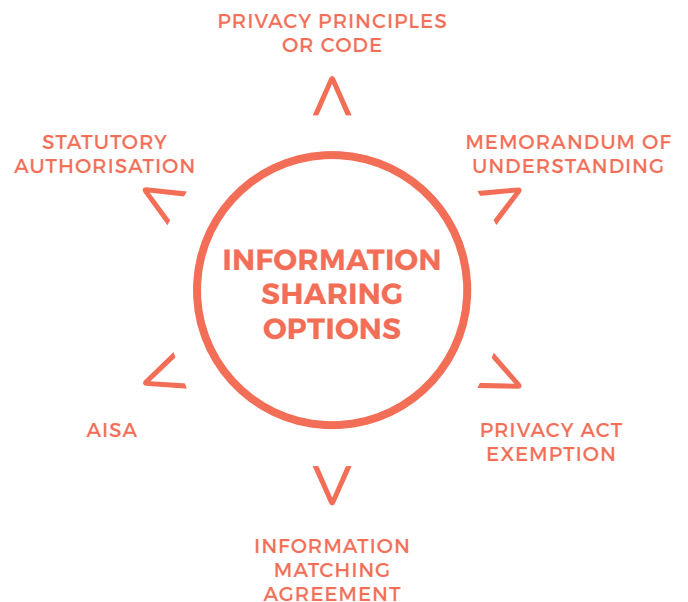 PRIVACY PRINCIPLES
OR CODE
STATUTORY
AUTHORISATION
MEMORANDUM OF
UNDERSTANDING
INFORMATION
SHARING
OPTIONS
AISA
PRIVACY ACT
EXEMPTION
INFORMATION
MATCHING
AGREEMENT